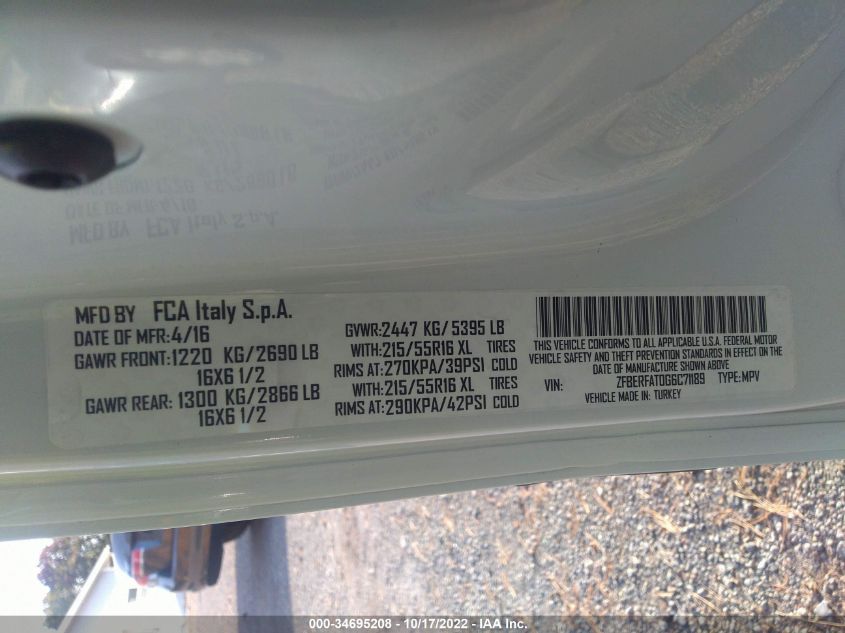 MFD BY FCA Italy S.p.A.
DATE OF MFR:4/16
GAWR FRONT:1220 KG/2690 LB
16X6 1/2
GAWR REAR: 1300 KG/2866 LB
16X6 1/2
GVWR:2447 KG/ 5395 LB
WITH:215/55R16 XL TIRES
RIMS AT:270KPA/39PSI COLD
WITH:215/55R16 XL TIRES
RIMS AT:290KPA/42PSI COLD
THIS VEHICLE CONFORMS TO ALL APPLICABLE U.S.A. FEDERAL MOTOR
VEHICLE SAFETY AND THEFT PREVENTION STANDARDS IN EFFECT ON THE
DATE OF MANUFACTURE SHOWN ABOVE
VIN: ZFBERFAT0G6C71189 TYPE:MPV
VEHICLE MADE IN: TURKEY
000-34695208 - 10/17/2022 - IAA Inc.